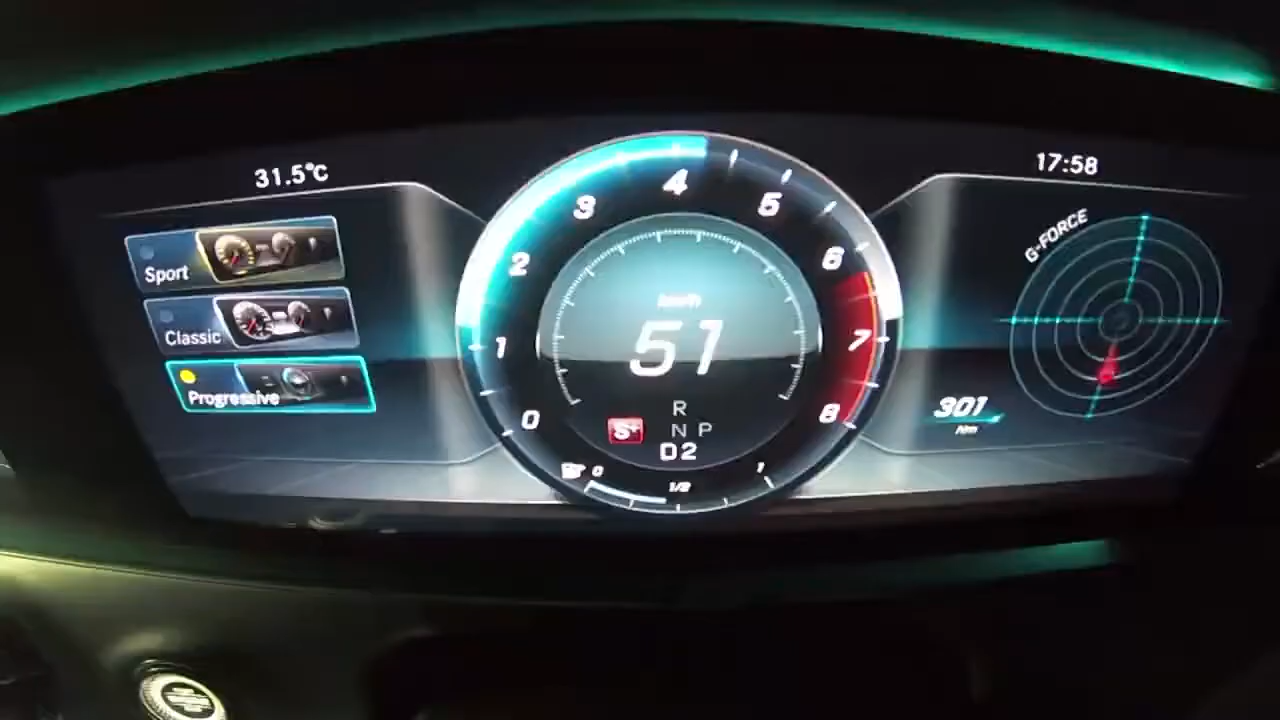 31.5°C
17:58
Sport
Classic
Progressive
0
1
2
3
4
5
6
7
8
km/h
51
S+
R
N P
D2
0
1/2
1
G-FORCE
301
Nm